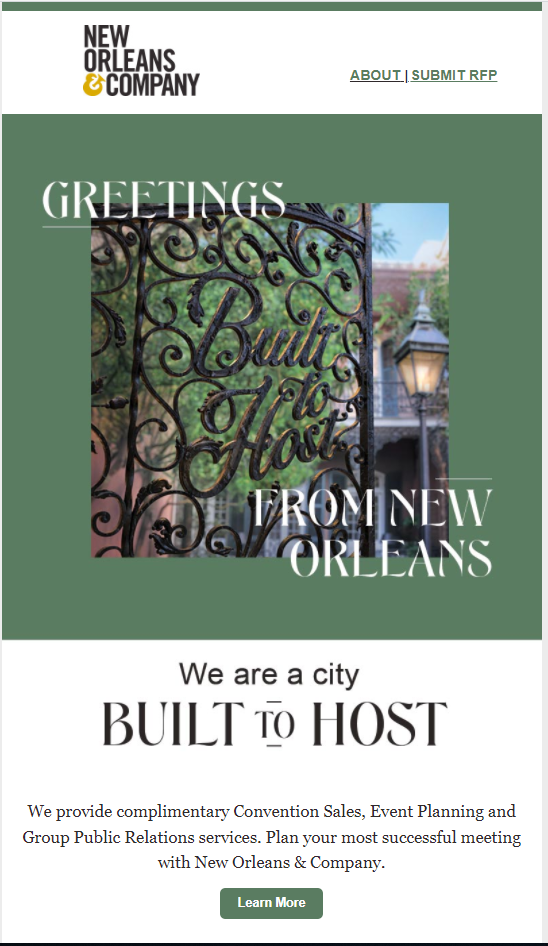 NEW
ORLEANS
&COMPANY
ABOUT | SUBMIT RFP
GREETINGS
Built
to
Host
FROM NEW
ORLEANS
We are a city
BUILT TO HOST
We provide complimentary Convention Sales, Event Planning and
Group Public Relations services. Plan your most successful meeting
with New Orleans & Company.
Learn More